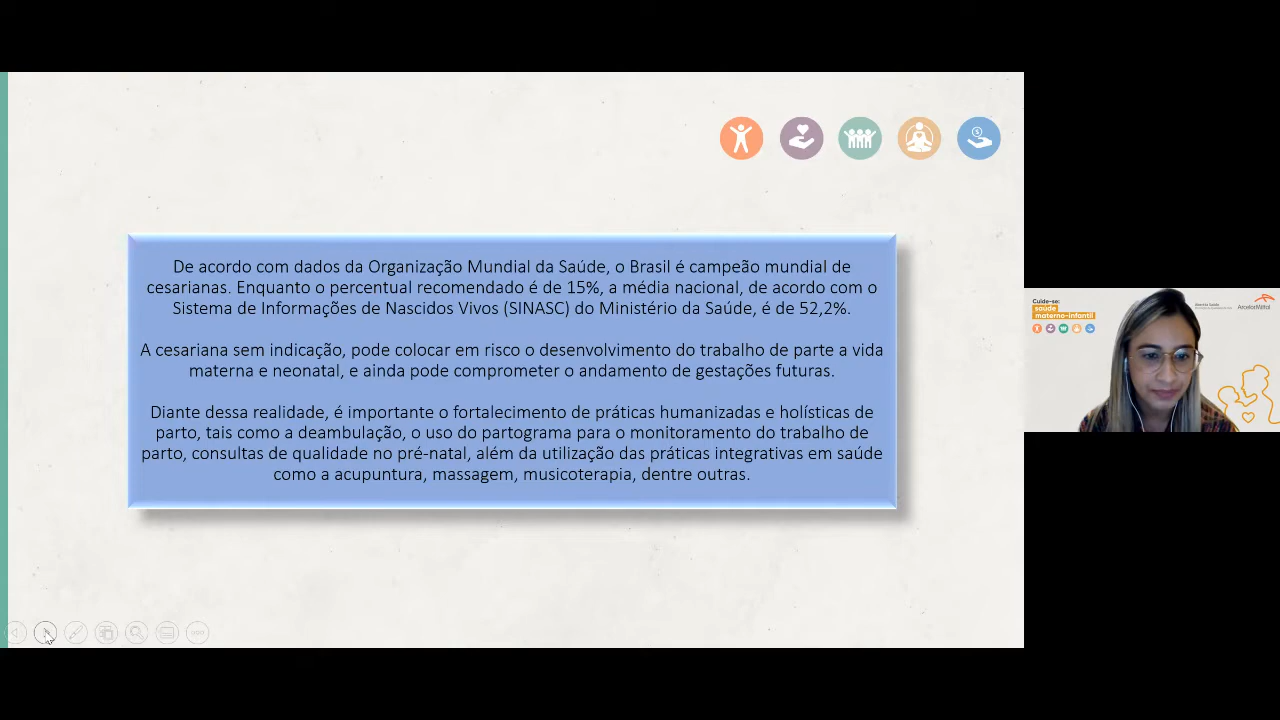 De acordo com dados da Organização Mundial da Saúde, o Brasil é campeão mundial de
cesarianas. Enquanto o percentual recomendado é de 15%, a média nacional, de acordo com o
Sistema de Informações de Nascidos Vivos (SINASC) do Ministério da Saúde, é de 52,2%.
A cesariana sem indicação, pode colocar em risco o desenvolvimento do trabalho de parte a vida
materna e neonatal, e ainda pode comprometer o andamento de gestações futuras.
Diante dessa realidade, é importante o fortalecimento de práticas humanizadas e holísticas de
parto, tais como a deambulação, o uso do partograma para o monitoramento do trabalho de
parto, consultas de qualidade no pré-natal, além da utilização das práticas integrativas em saúde
como a acupuntura, massagem, musicoterapia, dentre outras.
Cuide-se:
saúde
materno-infantil
ArcelorMittal